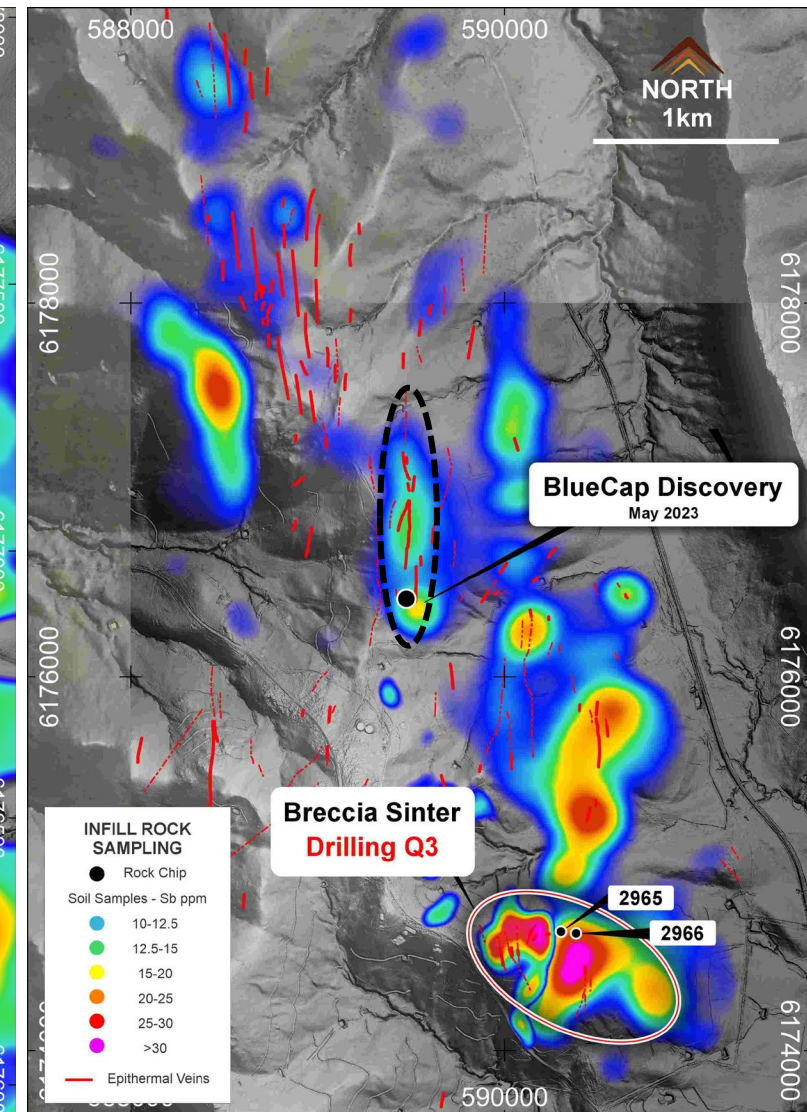 588000
590000
NORTH
1km
6178000
6178000
BlueCap Discovery
May 2023
6176000
6176000
Breccia Sinter
Drilling Q3
2965
2966
INFILL ROCK
SAMPLING
Rock Chip
Soil Samples - Sb ppm
10-12.5
12.5-15
15-20
20-25
25-30
>30
Epithermal Veins
6174000
590000